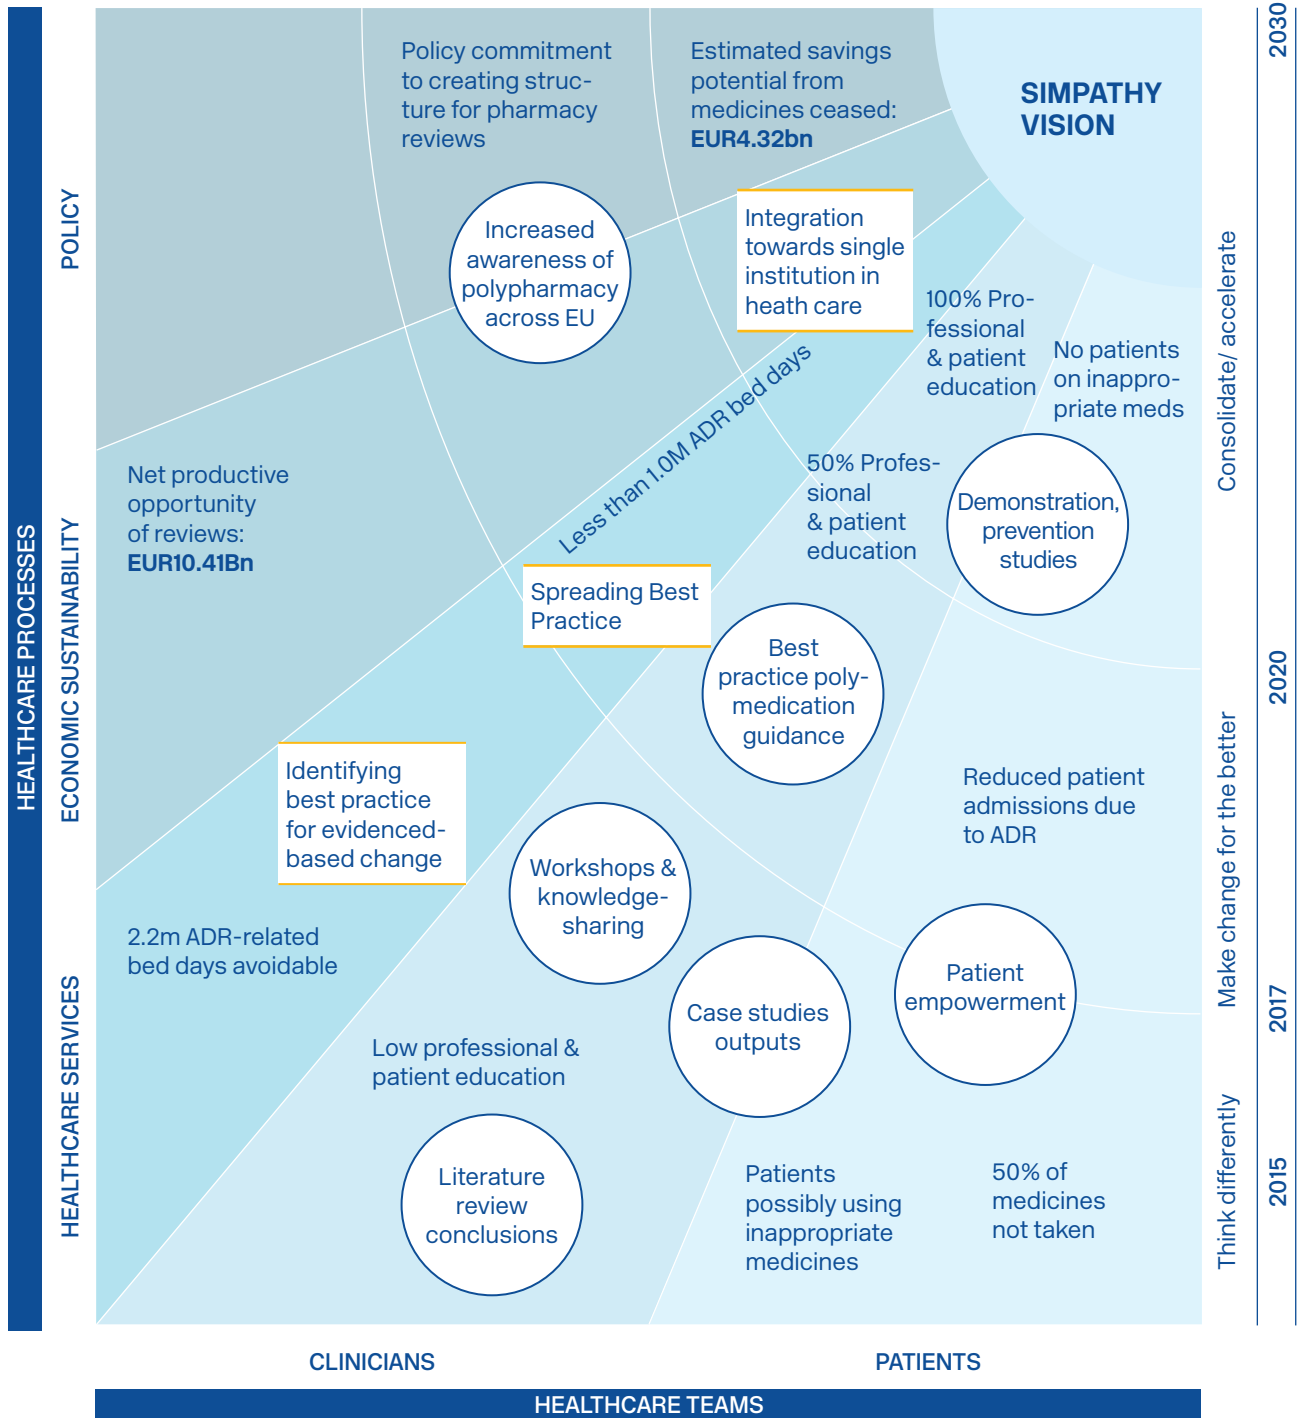 2030
Policy commitment
to creating struc-
ture for pharmacy
reviews
Estimated savings
potential from
medicines ceased:
EUR4.32bn
SIMPATHY
VISION
POLICY
Increased
awareness of
polypharmacy
across EU
Integration
towards single
institution in
heath care
100% Pro-
fessional
& patient
education
No patients
on inappro-
priate meds
Consolidate/ accelerate
Less than 1.0M ADR bed days
Net productive
opportunity
of reviews:
EUR10.41Bn
50% Profes-
sional
& patient
education
Demonstration,
prevention
studies
HEALTHCARE PROCESSES
ECONOMIC SUSTAINABILITY
Spreading Best
Practice
Best
practice poly-
medication
guidance
2020
Identifying
best practice
for evidenced-
based change
Reduced patient
admissions due
to ADR
Make change for the better
Workshops &
knowledge-
sharing
2.2m ADR-related
bed days avoidable
Patient
empowerment
Case studies
outputs
2017
HEALTHCARE SERVICES
Low professional &
patient education
Literature
review
conclusions
Patients
possibly using
inappropriate
medicines
50% of
medicines
not taken
Think differently
2015
CLINICIANS
PATIENTS
HEALTHCARE TEAMS